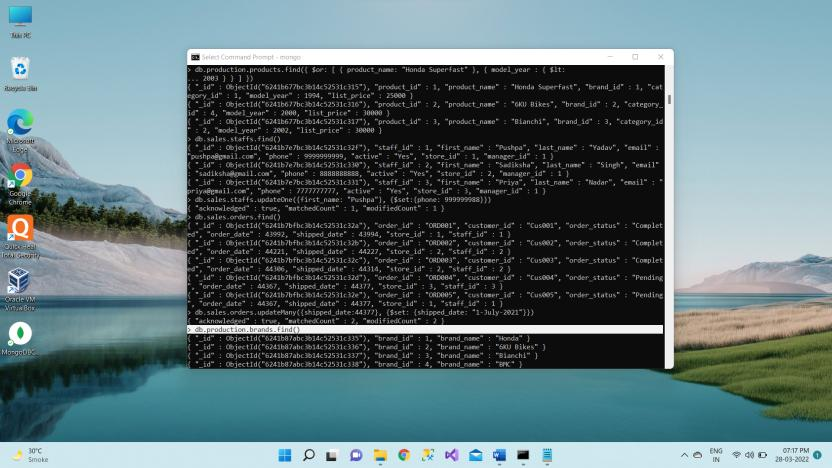 This PC
Recycle Bin
Microsoft
Edge
Google
Chrome
Quick Heal
Total Security
Oracle VM
VirtualBox
MongoDBC...
Select Command Prompt - mongo
> db.production.products.find({ $or: [ { product_name: "Honda Superfast" }, { model_year : { $lt:
... 2003 } } ] })
{ "_id" : ObjectId("6241b677bc3b14c52531c315"), "product_id" : 1, "product_name" : "Honda Superfast", "brand_id" : 1, "cat
egory_id" : 1, "model_year" : 1994, "list_price" : 25000 }
{ "_id" : ObjectId("6241b677bc3b14c52531c316"), "product_id" : 2, "product_name" : "6KU Bikes", "brand_id" : 2, "category_
id" : 4, "model_year" : 2000, "list_price" : 30000 }
{ "_id" : ObjectId("6241b677bc3b14c52531c317"), "product_id" : 3, "product_name" : "Bianchi", "brand_id" : 3, "category_id
" : 2, "model_year" : 2002, "list_price" : 30000 }
> db.sales.staffs.find()
{ "_id" : ObjectId("6241b7e7bc3b14c52531c32f"), "staff_id" : 1, "first_name" : "Pushpa", "last_name" : "Yadav", "email" :
"pushpa@gmail.com", "phone" : 9999999999, "active" : "Yes", "store_id" : 1, "manager_id" : 1 }
{ "_id" : ObjectId("6241b7e7bc3b14c52531c330"), "staff_id" : 2, "first_name" : "Sadiksha", "last_name" : "Singh", "email"
: "sadiksha@gmail.com", "phone" : 8888888888, "active" : "Yes", "store_id" : 2, "manager_id" : 1 }
{ "_id" : ObjectId("6241b7e7bc3b14c52531c331"), "staff_id" : 3, "first_name" : "Priya", "last_name" : "Nadar", "email" : "
priya@gmail.com", "phone" : 7777777777, "active" : "Yes", "store_id" : 3, "manager_id" : 1 }
> db.sales.staffs.updateOne({first_name: "Pushpa"}, {$set:{phone: 999999988}})
{ "acknowledged" : true, "matchedCount" : 1, "modifiedCount" : 1 }
> db.sales.orders.find()
{ "_id" : ObjectId("6241b7bfbc3b14c52531c32a"), "order_id" : "ORD001", "customer_id" : "Cus001", "order_status" : "Complet
ed", "order_date" : 43992, "shipped_date" : 43994, "store_id" : 1, "staff_id" : 1 }
{ "_id" : ObjectId("6241b7bfbc3b14c52531c32b"), "order_id" : "ORD002", "customer_id" : "Cus002", "order_status" : "Complet
ed", "order_date" : 44221, "shipped_date" : 44227, "store_id" : 2, "staff_id" : 2 }
{ "_id" : ObjectId("6241b7bfbc3b14c52531c32c"), "order_id" : "ORD003", "customer_id" : "Cus003", "order_status" : "Complet
ed", "order_date" : 44306, "shipped_date" : 44314, "store_id" : 2, "staff_id" : 2 }
{ "_id" : ObjectId("6241b7bfbc3b14c52531c32d"), "order_id" : "ORD004", "customer_id" : "Cus004", "order_status" : "Pending
", "order_date" : 44367, "shipped_date" : 44377, "store_id" : 3, "staff_id" : 3 }
{ "_id" : ObjectId("6241b7bfbc3b14c52531c32e"), "order_id" : "ORD005", "customer_id" : "Cus005", "order_status" : "Pending
", "order_date" : 44367, "shipped_date" : 44377, "store_id" : 1, "staff_id" : 1 }
> db.sales.orders.updateMany({shipped_date:44377}, {$set: {shipped_date: "1-July-2021"}})
{ "acknowledged" : true, "matchedCount" : 2, "modifiedCount" : 2 }
> db.production.brands.find()
{ "_id" : ObjectId("6241b87abc3b14c52531c335"), "brand_id" : 1, "brand_name" : "Honda" }
{ "_id" : ObjectId("6241b87abc3b14c52531c336"), "brand_id" : 2, "brand_name" : "6KU Bikes" }
{ "_id" : ObjectId("6241b87abc3b14c52531c337"), "brand_id" : 3, "brand_name" : "Bianchi" }
{ "_id" : ObjectId("6241b87abc3b14c52531c338"), "brand_id" : 4, "brand_name" : "BMC" }
30°C
Smoke
ENG
IN
07:17 PM
28-03-2022
1